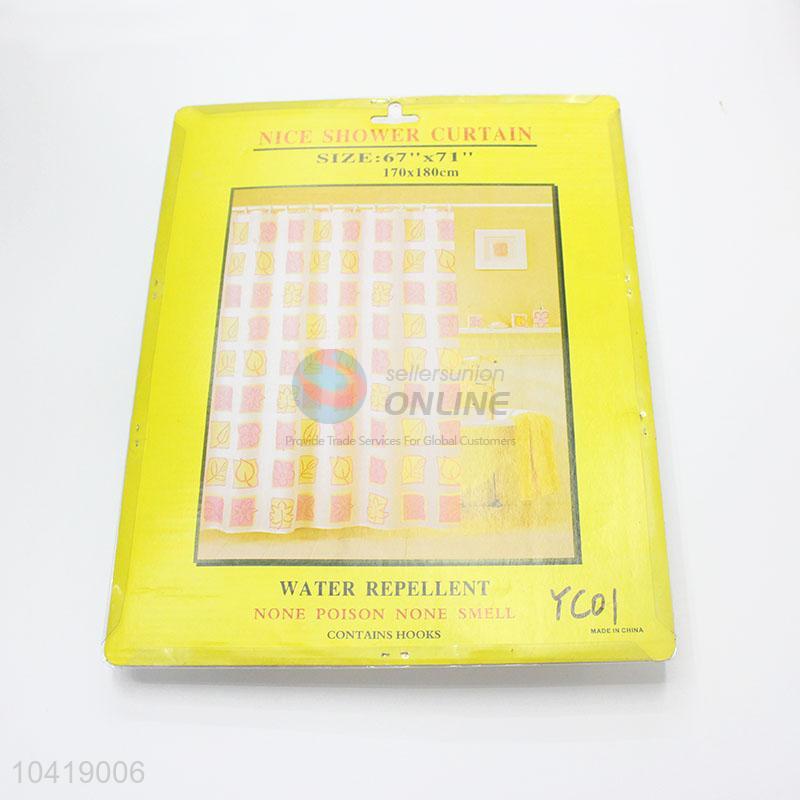 NICE SHOWER CURTAIN
SIZE:67"x71"
170x180cm
sellersunion
ONLINE
Provide Trade Services For Global Customers
WATER REPELLENT
NONE POISON NONE SMELL
CONTAINS HOOKS
YC01
MADE IN CHINA
10419006